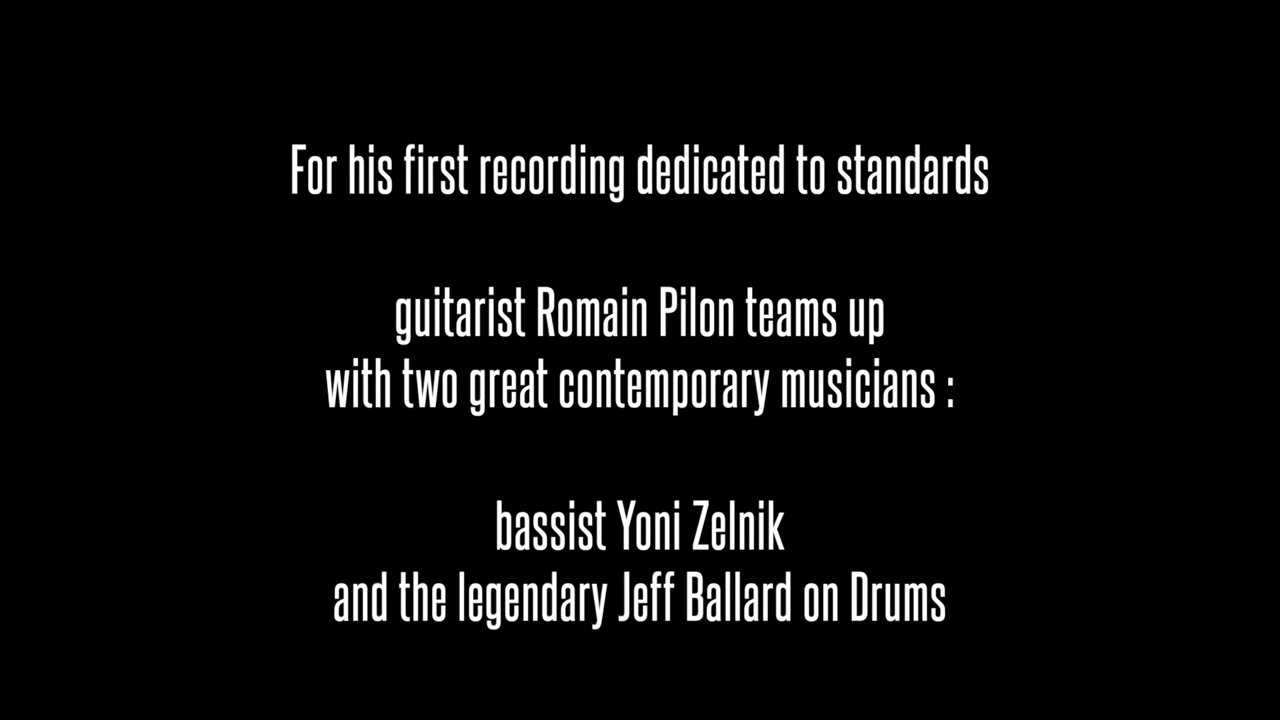 For his first recording dedicated to standards
guitarist Romain Pilon teams up
with two great contemporary musicians :
bassist Yoni Zelnik
and the legendary Jeff Ballard on Drums